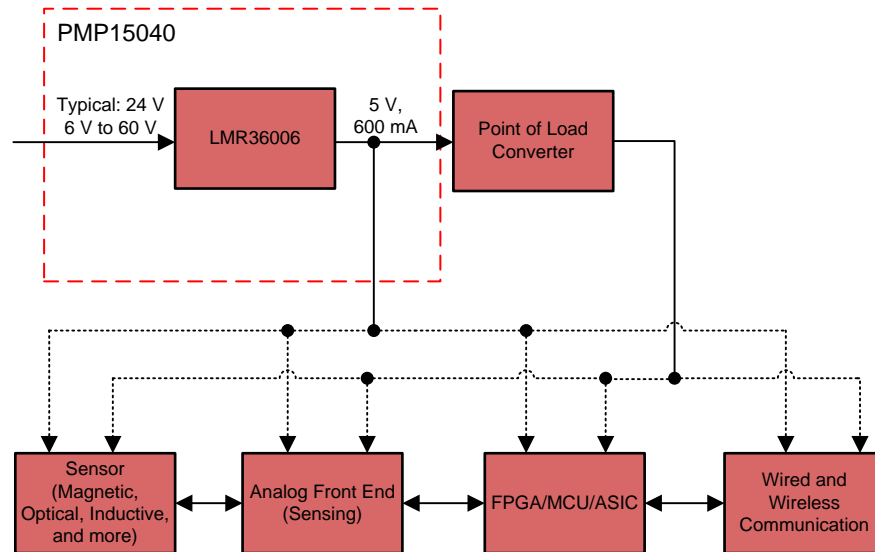 PMP15040
Typical: 24 V
6 V to 60 V
LMR36006
5 V,
600 mA
Point of Load
Converter
Sensor
(Magnetic,
Optical, Inductive,
and more)
Analog Front End
(Sensing)
FPGA/MCU/ASIC
Wired and
Wireless
Communication